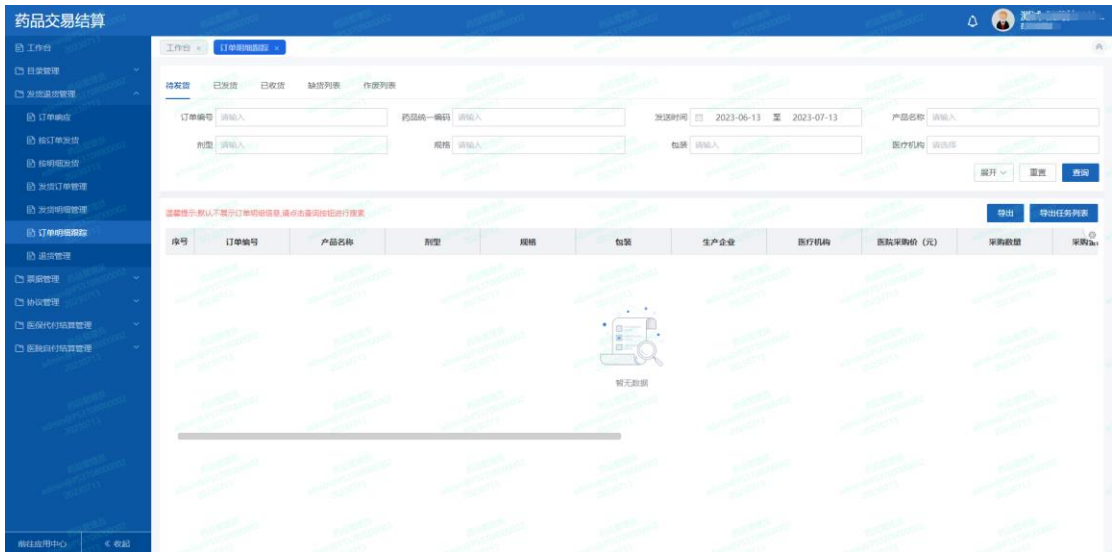 药品交易结算
工作台
目录管理
发货退货管理
订单响应
按订单发货
按明细发货
发货订单管理
发货明细管理
订单明细跟踪
退货管理
票据管理
协议管理
医保代付结算管理
医院自付结算管理
前往应用中心 《 收起
工作台 × 订单明细跟踪 ×
待发货 已发货 已收货 缺货列表 作废列表
订单编号 请输入 药品统一编码 请输入 发送时间 2023-06-13 至 2023-07-13 产品名称 请输入
剂型 请输入 规格 请输入 包装 请输入 医疗机构 请选择
展开 重置 查询
温馨提示:默认不展示订单明细信息,请点击查询按钮进行搜索 导出 导出任务列表
序号 订单编号 产品名称 剂型 规格 包装 生产企业 医疗机构 医院采购价（元） 采购数量
暂无数据